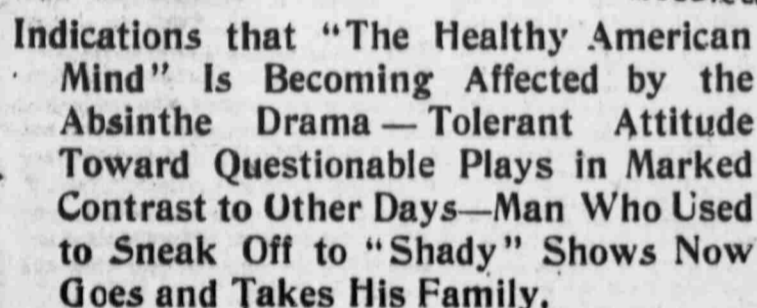 Indications that "The Healthy American
Mind" Is Becoming Affected by the
Absinthe Drama — Tolerant Attitude
Toward Questionable Plays in Marked
Contrast to Other Days—Man Who Used
to Sneak Off to "Shady" Shows Now
Goes and Takes His Family.